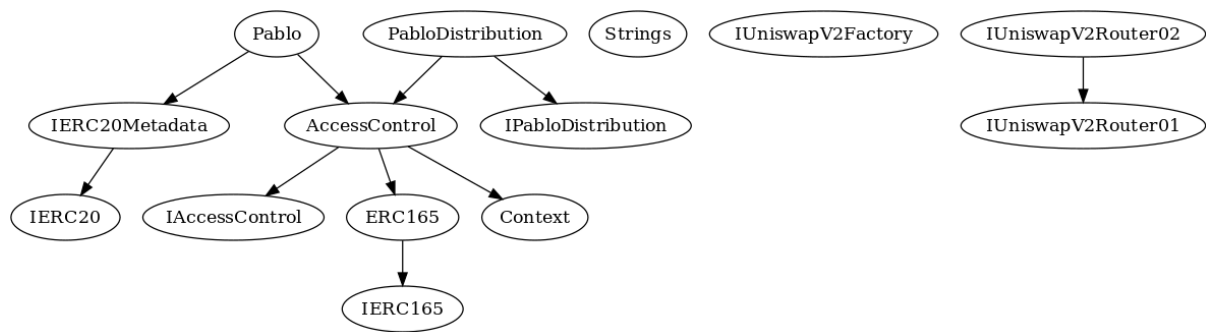 Pablo
PabloDistribution
Strings
IUniswapV2Factory
IUniswapV2Router02
IERC20Metadata
AccessControl
IPabloDistribution
IUniswapV2Router01
IERC20
IAccessControl
ERC165
Context
IERC165